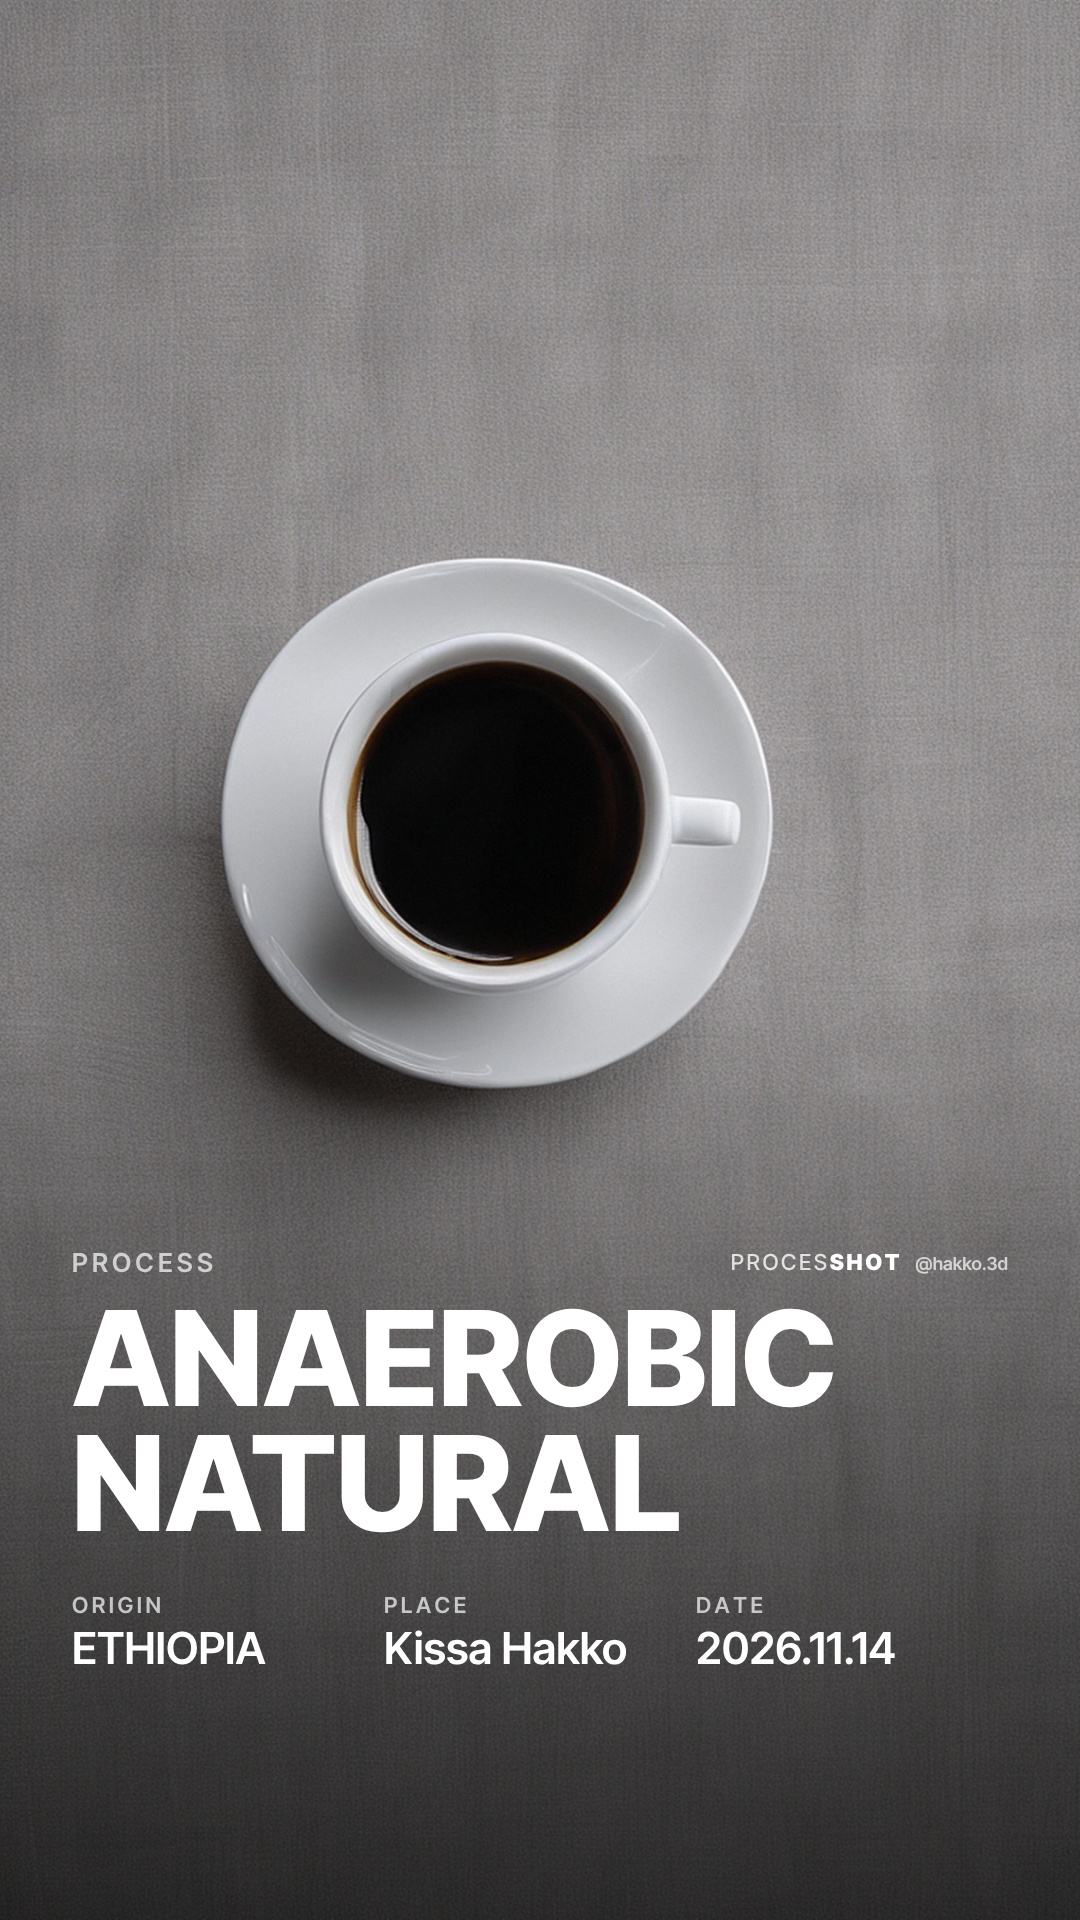 PROCESS
PROCESSHOT @hakko.3d
ANAEROBIC
NATURAL
ORIGIN
PLACE
DATE
ETHIOPIA
Kissa Hakko
2026.11.14